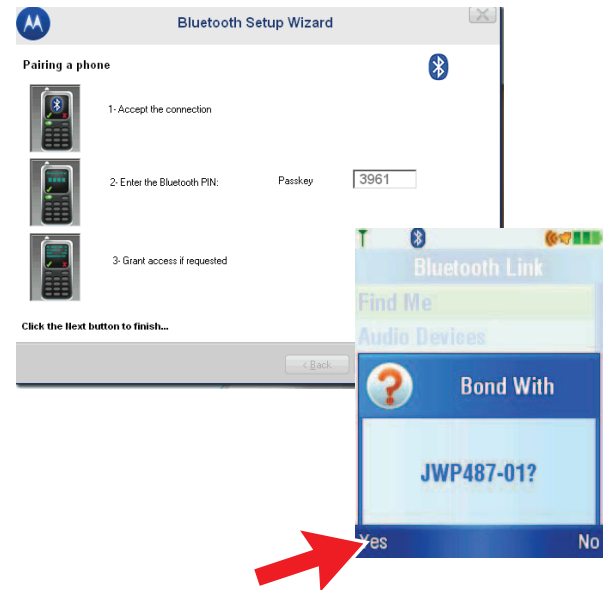 Bluetooth Setup Wizard
Pairing a phone
1- Accept the connection
2- Enter the Bluetooth PIN:
Passkey
3961
3- Grant access if requested
Click the Next button to finish...
< Back
Bluetooth Link
Find Me
Audio Devices
Bond With
JWP487-01?
Yes
No